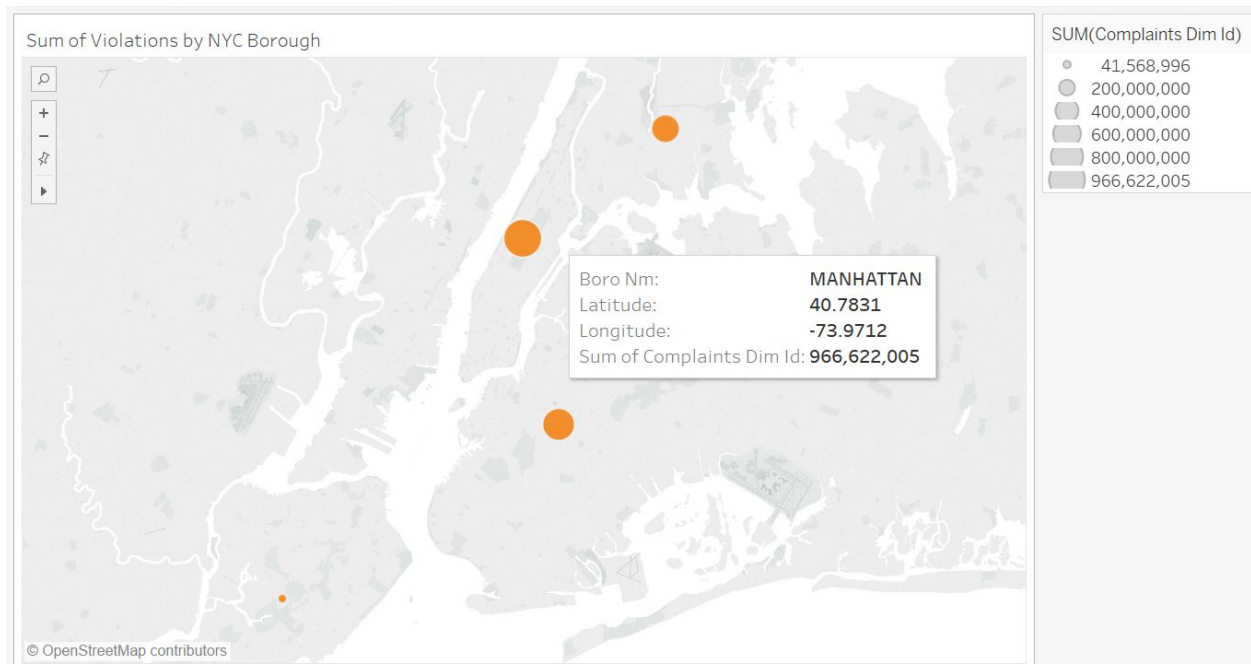 Sum of Violations by NYC Borough
+
−
Boro Nm: MANHATTAN
Latitude: 40.7831
Longitude: -73.9712
Sum of Complaints Dim Id: 966,622,005
© OpenStreetMap contributors
SUM(Complaints Dim Id)
41,568,996
200,000,000
400,000,000
600,000,000
800,000,000
966,622,005